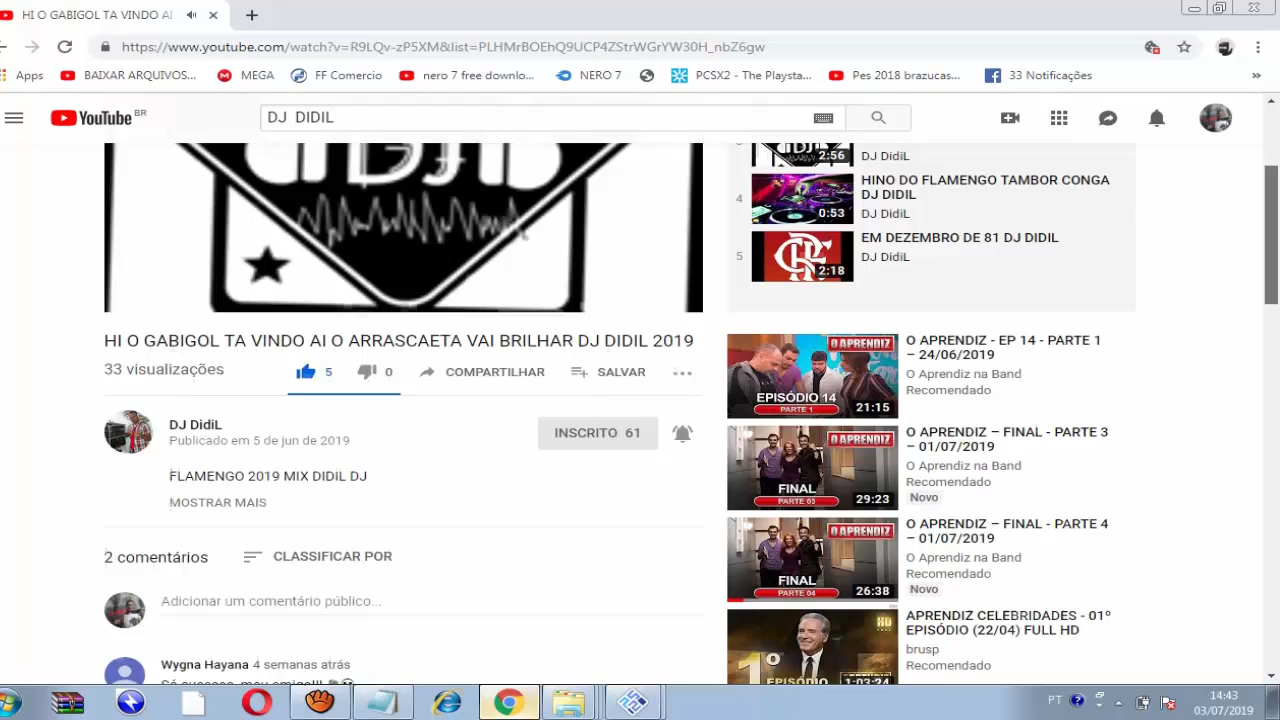 HI O GABIGOL TA VINDO AI
https://www.youtube.com/watch?v=R9LQv-zP5XM&list=PLHMrBOEhQ9UCP4ZStrWGrYW30H_nbZ6gw
Apps
BAIXAR ARQUIVOS...
MEGA
FF Comercio
nero 7 free downlo...
NERO 7
PCSX2 - The Playsta...
Pes 2018 brazucas...
33 Notificações
»
YouTube BR
DJ DIDIL
DJ
HI O GABIGOL TA VINDO AI O ARRASCAETA VAI BRILHAR DJ DIDIL 2019
33 visualizações
5
0
COMPARTILHAR
SALVAR
DJ DidiL
Publicado em 5 de jun de 2019
INSCRITO 61
FLAMENGO 2019 MIX DIDIL DJ
MOSTRAR MAIS
2 comentários
CLASSIFICAR POR
Adicionar um comentário público...
Wygna Hayana 4 semanas atrás
2:56
DJ DidiL
4
0:53
HINO DO FLAMENGO TAMBOR CONGA
DJ DIDIL
DJ DidiL
5
2:18
EM DEZEMBRO DE 81 DJ DIDIL
DJ DidiL
O APRENDIZ
EPISÓDIO 14
PARTE 1
21:15
O APRENDIZ - EP 14 - PARTE 1
– 24/06/2019
O Aprendiz na Band
Recomendado
O APRENDIZ
FINAL
PARTE 03
29:23
O APRENDIZ – FINAL - PARTE 3
– 01/07/2019
O Aprendiz na Band
Recomendado
Novo
O APRENDIZ
FINAL
PARTE 04
26:38
O APRENDIZ – FINAL - PARTE 4
– 01/07/2019
O Aprendiz na Band
Recomendado
Novo
HD
1º
EPISÓDIO
1:03:24
APRENDIZ CELEBRIDADES - 01º
EPISÓDIO (22/04) FULL HD
brusp
Recomendado
PT
14:43
03/07/2019